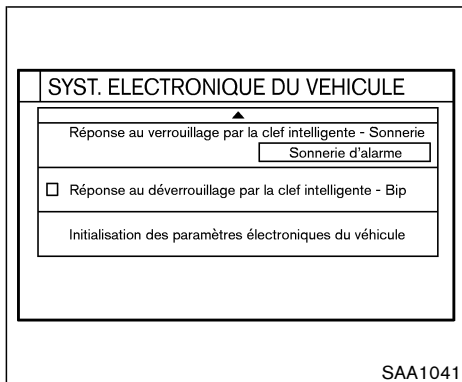 SYST. ELECTRONIQUE DU VEHICULE
Réponse au verrouillage par la clef intelligente - Sonnerie
Sonnerie d'alarme
Réponse au déverrouillage par la clef intelligente - Bip
Initialisation des paramètres électroniques du véhicule
SAA1041